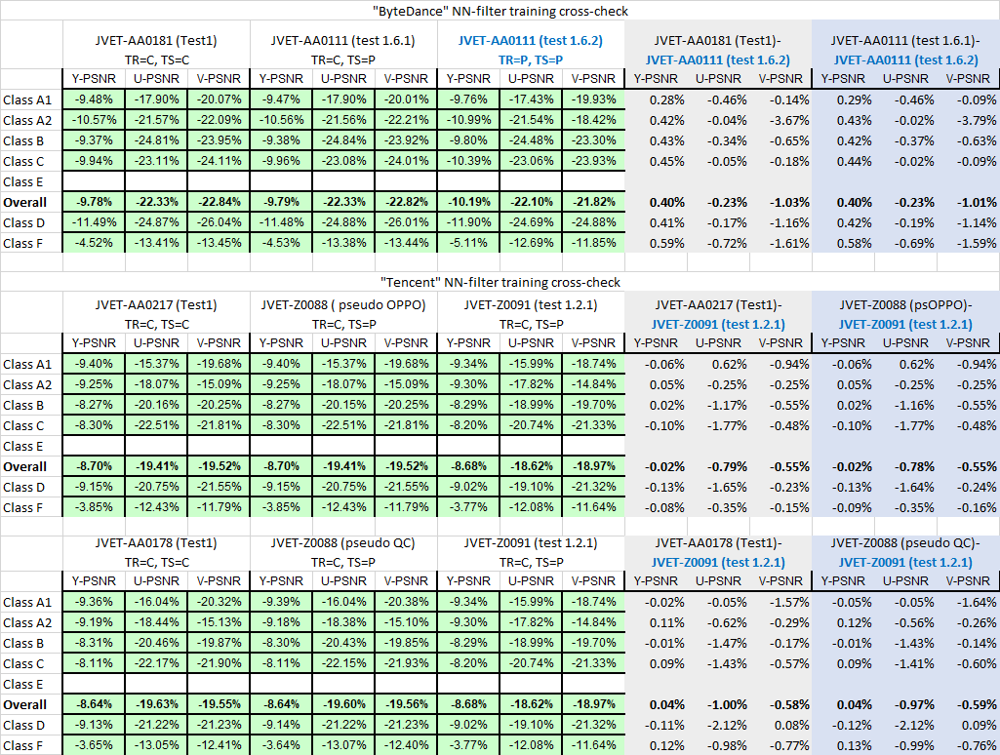 "ByteDance" NN-filter training cross-check
JVET-AA0181 (Test1) JVET-AA0111 (test 1.6.1) JVET-AA0111 (test 1.6.2) JVET-AA0181 (Test1)- JVET-AA0111 (test 1.6.1)-
TR=C, TS=C TR=C, TS=P TR=P, TS=P JVET-AA0111 (test 1.6.2) JVET-AA0111 (test 1.6.2)
Y-PSNR U-PSNR V-PSNR Y-PSNR U-PSNR V-PSNR Y-PSNR U-PSNR V-PSNR Y-PSNR U-PSNR V-PSNR Y-PSNR U-PSNR V-PSNR
Class A1 -9.48% -17.90% -20.07% -9.47% -17.90% -20.01% -9.76% -17.43% -19.93% 0.28% -0.46% -0.14% 0.29% -0.46% -0.09%
Class A2 -10.57% -21.57% -22.09% -10.56% -21.56% -22.21% -10.99% -21.54% -18.42% 0.42% -0.04% -3.67% 0.43% -0.02% -3.79%
Class B -9.37% -24.81% -23.95% -9.38% -24.84% -23.92% -9.80% -24.48% -23.30% 0.43% -0.34% -0.65% 0.42% -0.37% -0.63%
Class C -9.94% -23.11% -24.11% -9.96% -23.08% -24.01% -10.39% -23.06% -23.93% 0.45% -0.05% -0.18% 0.44% -0.02% -0.09%
Class E
Overall -9.78% -22.33% -22.84% -9.79% -22.33% -22.82% -10.19% -22.10% -21.82% 0.40% -0.23% -1.03% 0.40% -0.23% -1.01%
Class D -11.49% -24.87% -26.04% -11.48% -24.88% -26.01% -11.90% -24.69% -24.88% 0.41% -0.17% -1.16% 0.42% -0.19% -1.14%
Class F -4.52% -13.41% -13.45% -4.53% -13.38% -13.44% -5.11% -12.69% -11.85% 0.59% -0.72% -1.61% 0.58% -0.69% -1.59%
"Tencent" NN-filter training cross-check
JVET-AA0217 (Test1) JVET-Z0088 ( pseudo OPPO) JVET-Z0091 (test 1.2.1) JVET-AA0217 (Test1)- JVET-Z0088 (psOPPO)-
TR=C, TS=C TR=C, TS=P TR=C, TS=P JVET-Z0091 (test 1.2.1) JVET-Z0091 (test 1.2.1)
Y-PSNR U-PSNR V-PSNR Y-PSNR U-PSNR V-PSNR Y-PSNR U-PSNR V-PSNR Y-PSNR U-PSNR V-PSNR Y-PSNR U-PSNR V-PSNR
Class A1 -9.40% -15.37% -19.68% -9.40% -15.37% -19.68% -9.34% -15.99% -18.74% -0.06% 0.62% -0.94% -0.06% 0.62% -0.94%
Class A2 -9.25% -18.07% -15.09% -9.25% -18.07% -15.09% -9.30% -17.82% -14.84% 0.05% -0.25% -0.25% 0.05% -0.25% -0.25%
Class B -8.27% -20.16% -20.25% -8.27% -20.15% -20.25% -8.29% -18.99% -19.70% 0.02% -1.17% -0.55% 0.02% -1.16% -0.55%
Class C -8.30% -22.51% -21.81% -8.30% -22.51% -21.81% -8.20% -20.74% -21.33% -0.10% -1.77% -0.48% -0.10% -1.77% -0.48%
Class E
Overall -8.70% -19.41% -19.52% -8.70% -19.41% -19.52% -8.68% -18.62% -18.97% -0.02% -0.79% -0.55% -0.02% -0.78% -0.55%
Class D -9.15% -20.75% -21.55% -9.15% -20.75% -21.55% -9.02% -19.10% -21.32% -0.13% -1.65% -0.23% -0.13% -1.64% -0.24%
Class F -3.85% -12.43% -11.79% -3.85% -12.43% -11.79% -3.77% -12.08% -11.64% -0.08% -0.35% -0.15% -0.09% -0.35% -0.16%
JVET-AA0178 (Test1) JVET-Z0088 (pseudo QC) JVET-Z0091 (test 1.2.1) JVET-AA0178 (Test1)- JVET-Z0088 (pseudo QC)-
TR=C, TS=C TR=C, TS=P TR=C, TS=P JVET-Z0091 (test 1.2.1) JVET-Z0091 (test 1.2.1)
Y-PSNR U-PSNR V-PSNR Y-PSNR U-PSNR V-PSNR Y-PSNR U-PSNR V-PSNR Y-PSNR U-PSNR V-PSNR Y-PSNR U-PSNR V-PSNR
Class A1 -9.36% -16.04% -20.32% -9.39% -16.04% -20.38% -9.34% -15.99% -18.74% -0.02% -0.05% -1.57% -0.05% -0.05% -1.64%
Class A2 -9.19% -18.44% -15.13% -9.18% -18.38% -15.10% -9.30% -17.82% -14.84% 0.11% -0.62% -0.29% 0.12% -0.56% -0.26%
Class B -8.31% -20.46% -19.87% -8.30% -20.43% -19.85% -8.29% -18.99% -19.70% -0.01% -1.47% -0.17% -0.01% -1.43% -0.14%
Class C -8.11% -22.17% -21.90% -8.11% -22.15% -21.93% -8.20% -20.74% -21.33% 0.09% -1.43% -0.57% 0.09% -1.41% -0.60%
Class E
Overall -8.64% -19.63% -19.55% -8.64% -19.60% -19.56% -8.68% -18.62% -18.97% 0.04% -1.00% -0.58% 0.04% -0.97% -0.59%
Class D -9.13% -21.22% -21.23% -9.14% -21.22% -21.23% -9.02% -19.10% -21.32% -0.11% -2.12% 0.08% -0.12% -2.12% 0.09%
Class F -3.65% -13.05% -12.41% -3.64% -13.07% -12.40% -3.77% -12.08% -11.64% 0.12% -0.98% -0.77% 0.13% -0.99% -0.76%